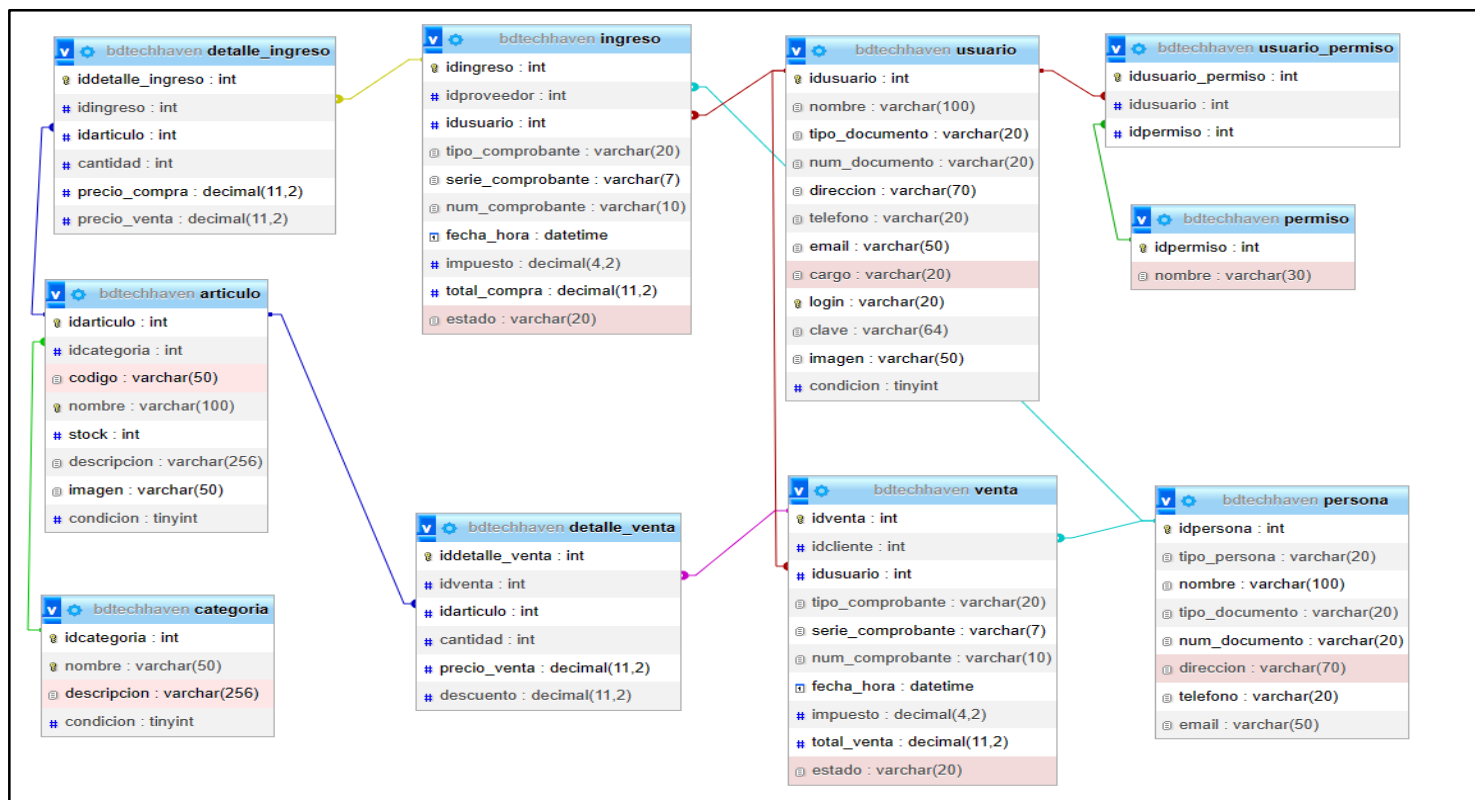 bdtechhaven detalle_ingreso
iddetalle_ingreso : int
idingreso : int
idarticulo : int
cantidad : int
precio_compra : decimal(11,2)
precio_venta : decimal(11,2)
bdtechhaven ingreso
idingreso : int
idproveedor : int
idusuario : int
tipo_comprobante : varchar(20)
serie_comprobante : varchar(7)
num_comprobante : varchar(10)
fecha_hora : datetime
impuesto : decimal(4,2)
total_compra : decimal(11,2)
estado : varchar(20)
bdtechhaven usuario
idusuario : int
nombre : varchar(100)
tipo_documento : varchar(20)
num_documento : varchar(20)
direccion : varchar(70)
telefono : varchar(20)
email : varchar(50)
cargo : varchar(20)
login : varchar(20)
clave : varchar(64)
imagen : varchar(50)
condicion : tinyint
bdtechhaven usuario_permiso
idusuario_permiso : int
idusuario : int
idpermiso : int
bdtechhaven permiso
idpermiso : int
nombre : varchar(30)
bdtechhaven articulo
idarticulo : int
idcategoria : int
codigo : varchar(50)
nombre : varchar(100)
stock : int
descripcion : varchar(256)
imagen : varchar(50)
condicion : tinyint
bdtechhaven categoria
idcategoria : int
nombre : varchar(50)
descripcion : varchar(256)
condicion : tinyint
bdtechhaven detalle_venta
iddetalle_venta : int
idventa : int
idarticulo : int
cantidad : int
precio_venta : decimal(11,2)
descuento : decimal(11,2)
bdtechhaven venta
idventa : int
idcliente : int
idusuario : int
tipo_comprobante : varchar(20)
serie_comprobante : varchar(7)
num_comprobante : varchar(10)
fecha_hora : datetime
impuesto : decimal(4,2)
total_venta : decimal(11,2)
estado : varchar(20)
bdtechhaven persona
idpersona : int
tipo_persona : varchar(20)
nombre : varchar(100)
tipo_documento : varchar(20)
num_documento : varchar(20)
direccion : varchar(70)
telefono : varchar(20)
email : varchar(50)